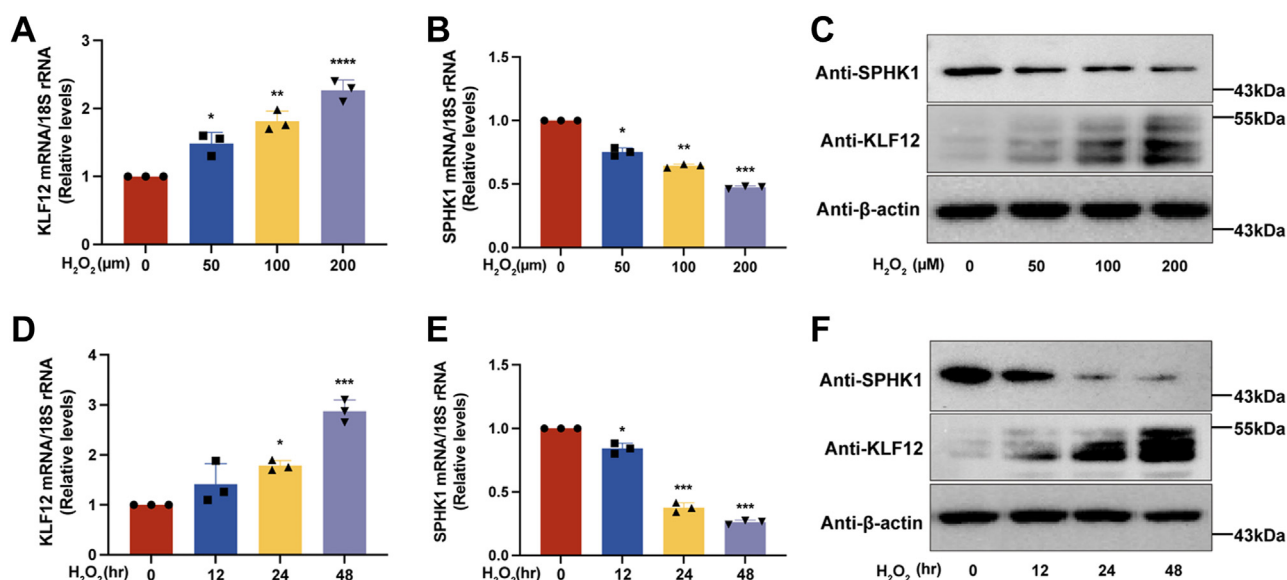 A
KLF12 mRNA/18S rRNA
(Relative levels)
3
2
1
0
*
**
****
H₂O₂(μm) 0 50 100 200
B
SPHK1 mRNA/18S rRNA
(Relative levels)
1.5
1.0
0.5
0.0
*
**
***
H₂O₂(μm) 0 50 100 200
C
Anti-SPHK1
43kDa
55kDa
Anti-KLF12
Anti-β-actin
43kDa
H₂O₂ (μM) 0 50 100 200
D
KLF12 mRNA/18S rRNA
(Relative levels)
4
3
2
1
0
*
***
H₂O₂(hr) 0 12 24 48
E
SPHK1 mRNA/18S rRNA
(Relative levels)
1.5
1.0
0.5
0.0
*
***
***
H₂O₂(hr) 0 12 24 48
F
Anti-SPHK1
43kDa
55kDa
Anti-KLF12
Anti-β-actin
43kDa
H₂O₂ (hr) 0 12 24 48